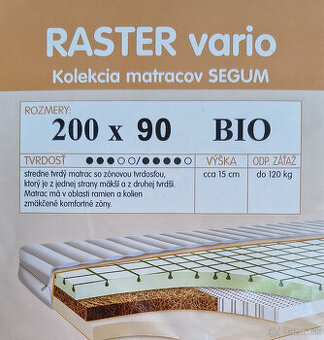 RASTER vario
Kolekcia matracov SEGUM
ROZMERY:
200 x 90 BIO
TVRDOSŤ ●●●○○/●●●●○ VÝŠKA ODP. ZÁŤAŽ
stredne tvrdý matrac so zónovou tvrdosťou, cca 15 cm do 120 kg
ktorý je z jednej strany mäkší a z druhej tvrdší.
Matrac má v oblasti ramien a kolien
zmäkčené komfortné zóny.